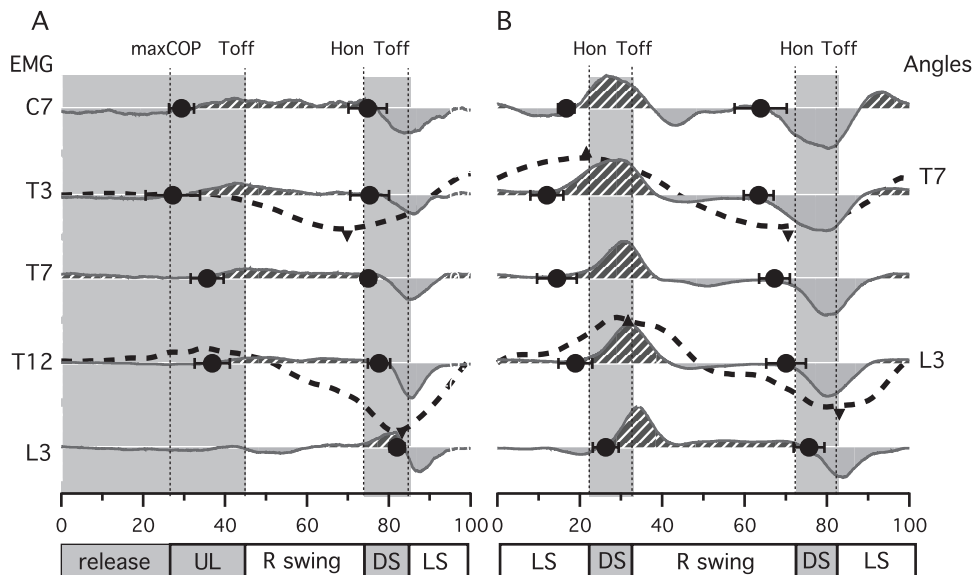 A
B
maxCOP Toff Hon Toff
Hon Toff Hon Toff
EMG
Angles
C7
T3
T7
T7
T12
L3
L3
0 20 40 60 80 100
0 20 40 60 80 100
release UL R swing DS LS
LS DS R swing DS LS